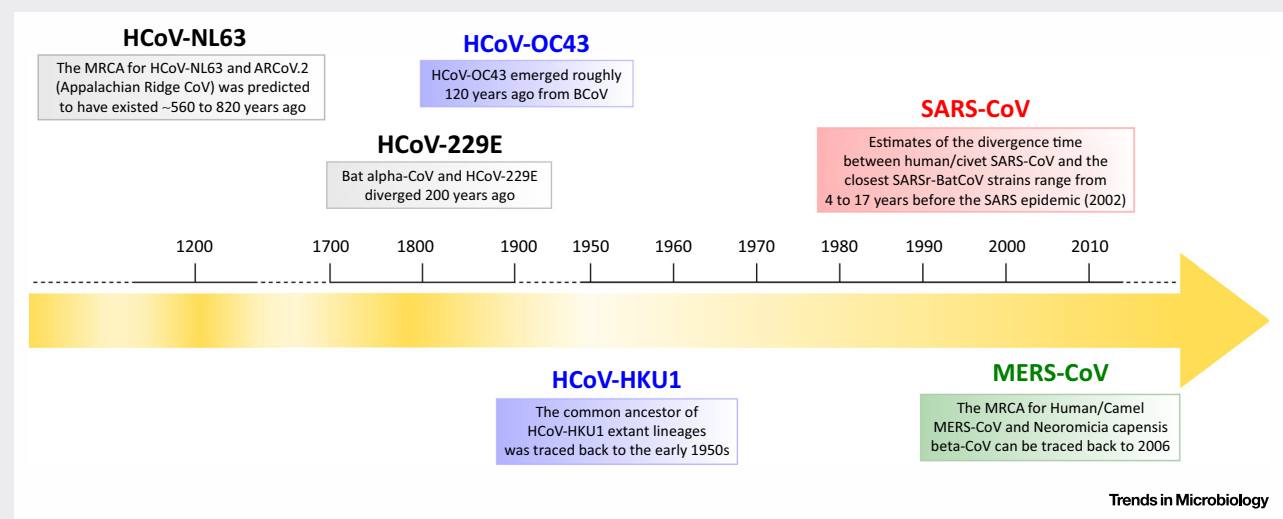 HCoV-NL63
The MRCA for HCoV-NL63 and ARCoV.2
(Appalachian Ridge CoV) was predicted
to have existed ~560 to 820 years ago
HCoV-OC43
HCoV-OC43 emerged roughly
120 years ago from BCoV
HCoV-229E
Bat alpha-CoV and HCoV-229E
diverged 200 years ago
SARS-CoV
Estimates of the divergence time
between human/civet SARS-CoV and the
closest SARSr-BatCoV strains range from
4 to 17 years before the SARS epidemic (2002)
1200 1700 1800 1900 1950 1960 1970 1980 1990 2000 2010
HCoV-HKU1
The common ancestor of
HCoV-HKU1 extant lineages
was traced back to the early 1950s
MERS-CoV
The MRCA for Human/Camel
MERS-CoV and Neoromicia capensis
beta-CoV can be traced back to 2006
Trends in Microbiology